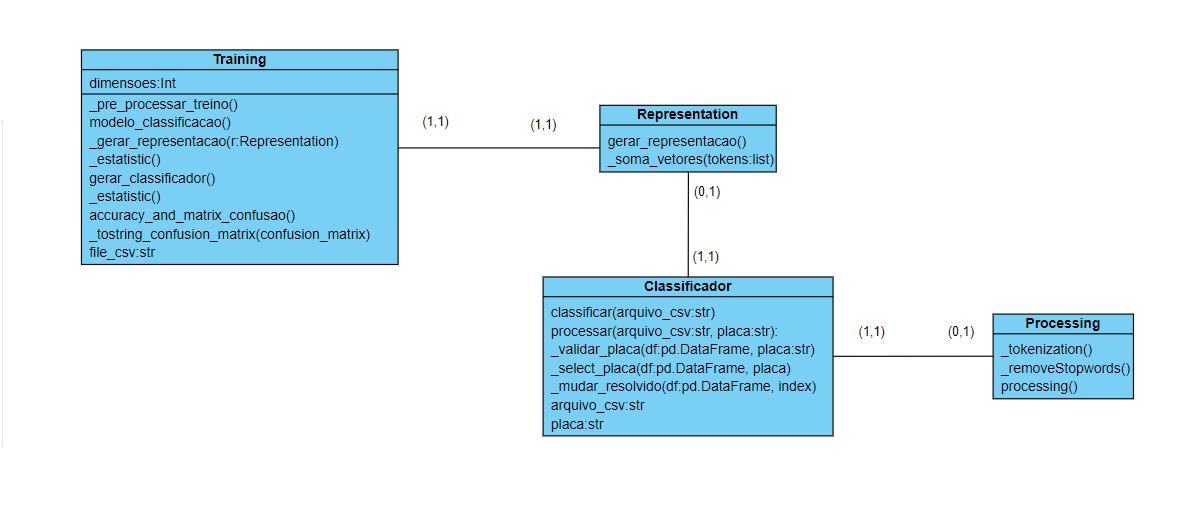 Training
dimensoes:Int
_pre_processar_treino()
modelo_classificacao()
_gerar_representacao(r:Representation)
_estatistic()
gerar_classificador()
_estatistic()
accuracy_and_matrix_confusao()
_tostring_confusion_matrix(confusion_matrix)
file_csv:str
(1,1)
(1,1)
Representation
gerar_representacao()
_soma_vetores(tokens:list)
(0,1)
(1,1)
Classificador
classificar(arquivo_csv:str)
processar(arquivo_csv:str, placa:str):
_validar_placa(df:pd.DataFrame, placa:str)
_select_placa(df:pd.DataFrame, placa)
_mudar_resolvido(df:pd.DataFrame, index)
arquivo_csv:str
placa:str
(1,1)
(0,1)
Processing
_tokenization()
_removeStopwords()
processing()